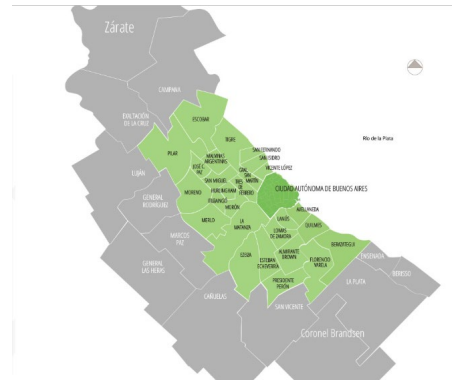 Zárate
CAMPANA
EXALTACIÓN
DE LA CRUZ
ESCOBAR
TIGRE
SAN FERNANDO
SAN ISIDRO
VICENTE LÓPEZ
Río de la Plata
PILAR
MALVINAS
ARGENTINAS
JOSÉ C.
PAZ
GRAL.
SAN
MARTÍN
LUJÁN
SAN MIGUEL
TRES
DE
FEBRERO
CIUDAD AUTÓNOMA DE BUENOS AIRES
MORENO
HURLINGHAM
GENERAL
RODRÍGUEZ
ITUZAINGÓ
MORÓN
AVELLANEDA
MERLO
LA
MATANZA
LANÚS
QUILMES
LOMAS
DE ZAMORA
MARCOS
PAZ
BERAZATEGUI
EZEIZA
ESTEBAN
ECHEVERRÍA
ALMIRANTE
BROWN
FLORENCIO
VARELA
ENSENADA
GENERAL
LAS HERAS
BERISSO
LA PLATA
PRESIDENTE
PERÓN
CAÑUELAS
SAN VICENTE
Coronel Brandsen